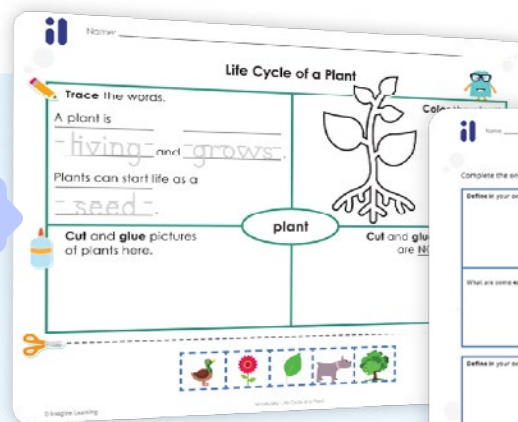 il
Name:
Life Cycle of a Plant
Trace the words.
A plant is
living and grows.
Plants can start life as a
seed.
Color
plant
Cut and glue pictures
of plants here.
Cut and glue
are NO
© Imagine Learning
il
Name
Complete the
Define in your
What are some
Define in your